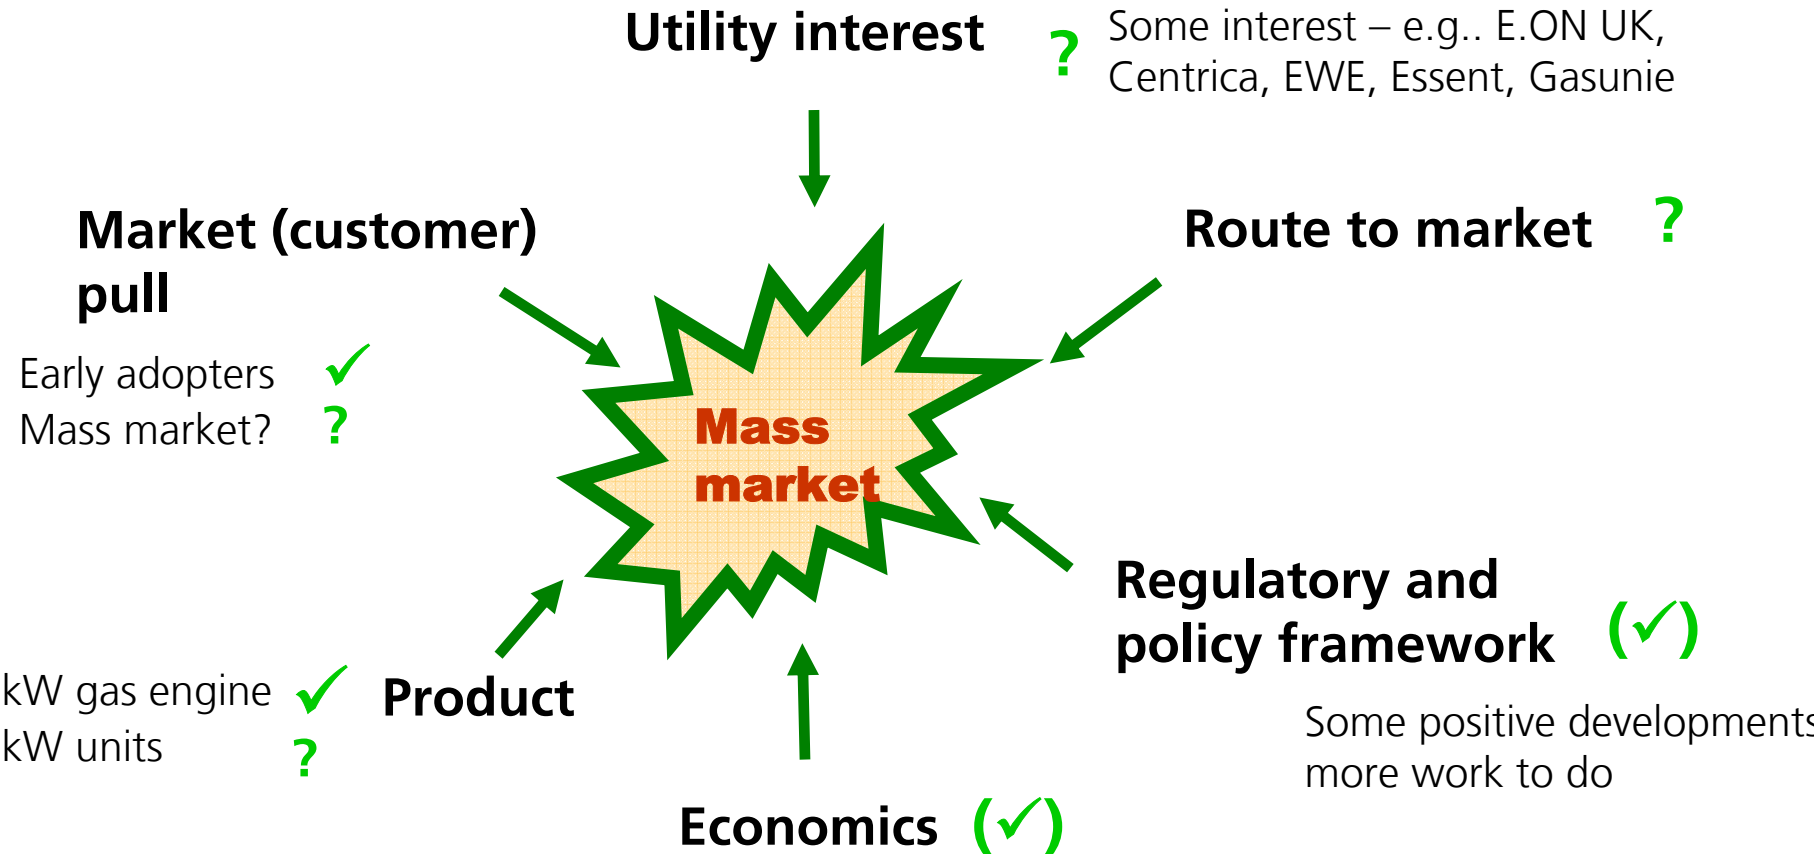 Utility interest
?
Some interest – e.g.. E.ON UK,
Centrica, EWE, Essent, Gasunie
Market (customer)
pull
Early adopters ✓
Mass market? ?
Route to market ?
Mass
market
Regulatory and
policy framework (✓)
Some positive developments
more work to do
kW gas engine ✓
kW units ?
Product
Economics (✓)